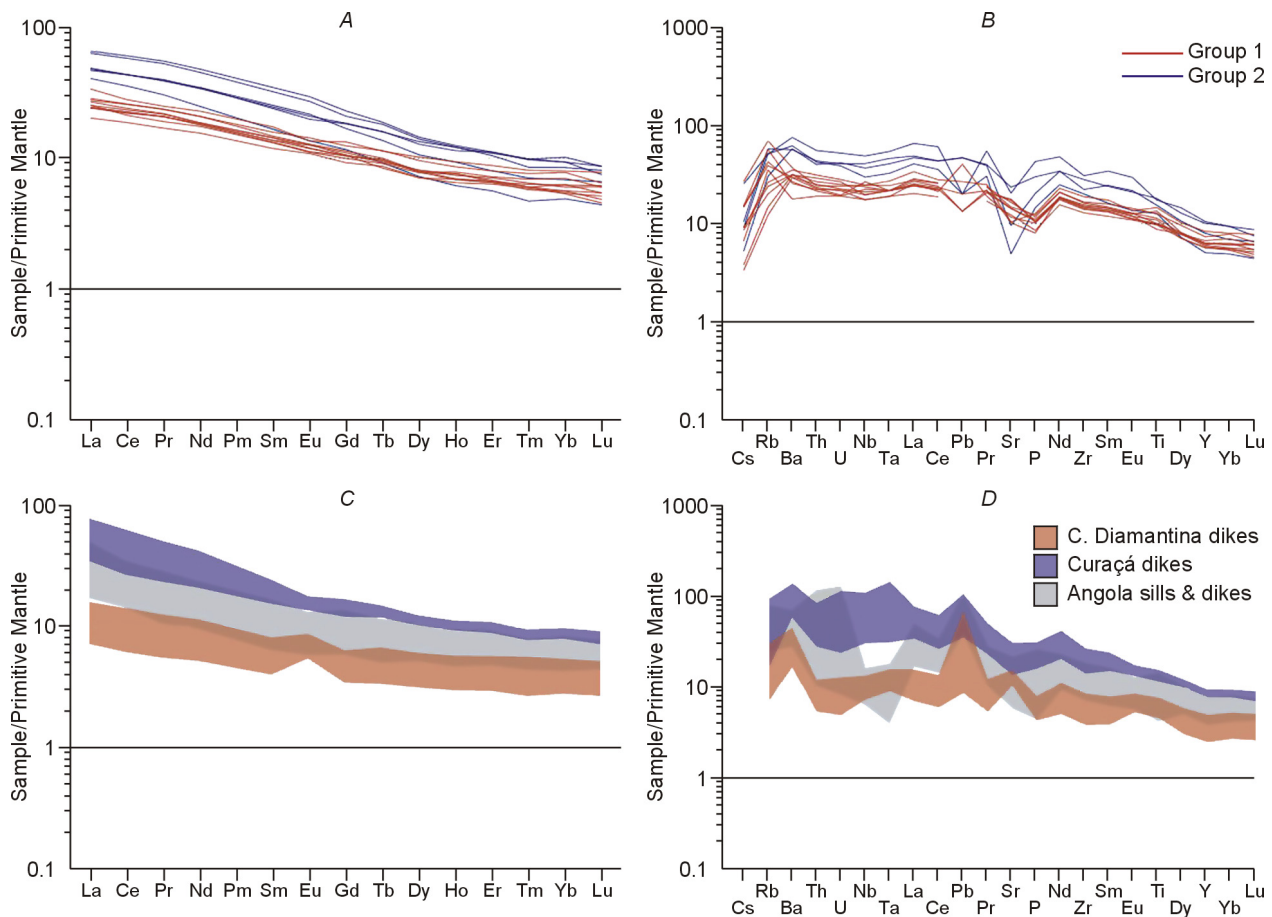 A
100
10
1
0.1
Sample/Primitive Mantle
La Ce Pr Nd Pm Sm Eu Gd Tb Dy Ho Er Tm Yb Lu
B
1000
100
10
1
0.1
Sample/Primitive Mantle
Group 1
Group 2
Rb Th Nb La Pb Sr Nd Sm Ti Y Lu
Cs Ba U Ta Ce Pr P Zr Eu Dy Yb
C
100
10
1
0.1
Sample/Primitive Mantle
La Ce Pr Nd Pm Sm Eu Gd Tb Dy Ho Er Tm Yb Lu
D
1000
100
10
1
0.1
Sample/Primitive Mantle
C. Diamantina dikes
Curaçá dikes
Angola sills & dikes
Rb Th Nb La Pb Sr Nd Sm Ti Y Lu
Cs Ba U Ta Ce Pr P Zr Eu Dy Yb